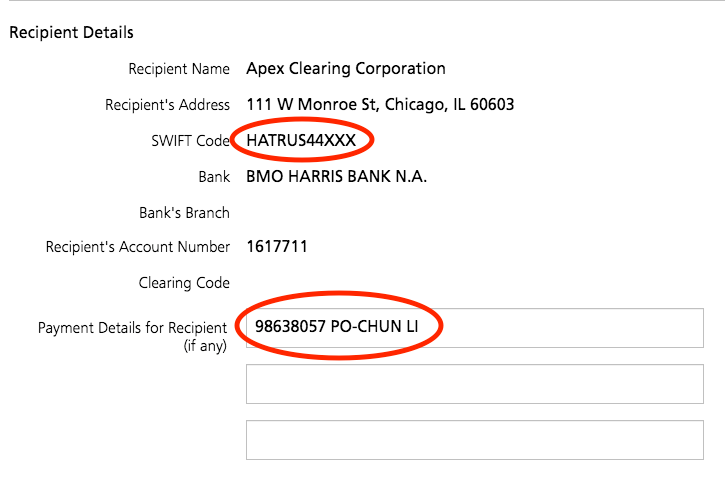 Recipient Details
Recipient Name Apex Clearing Corporation
Recipient's Address 111 W Monroe St, Chicago, IL 60603
SWIFT Code HATRUS44XXX
Bank BMO HARRIS BANK N.A.
Bank's Branch
Recipient's Account Number 1617711
Clearing Code
Payment Details for Recipient 98638057 PO-CHUN LI
(if any)